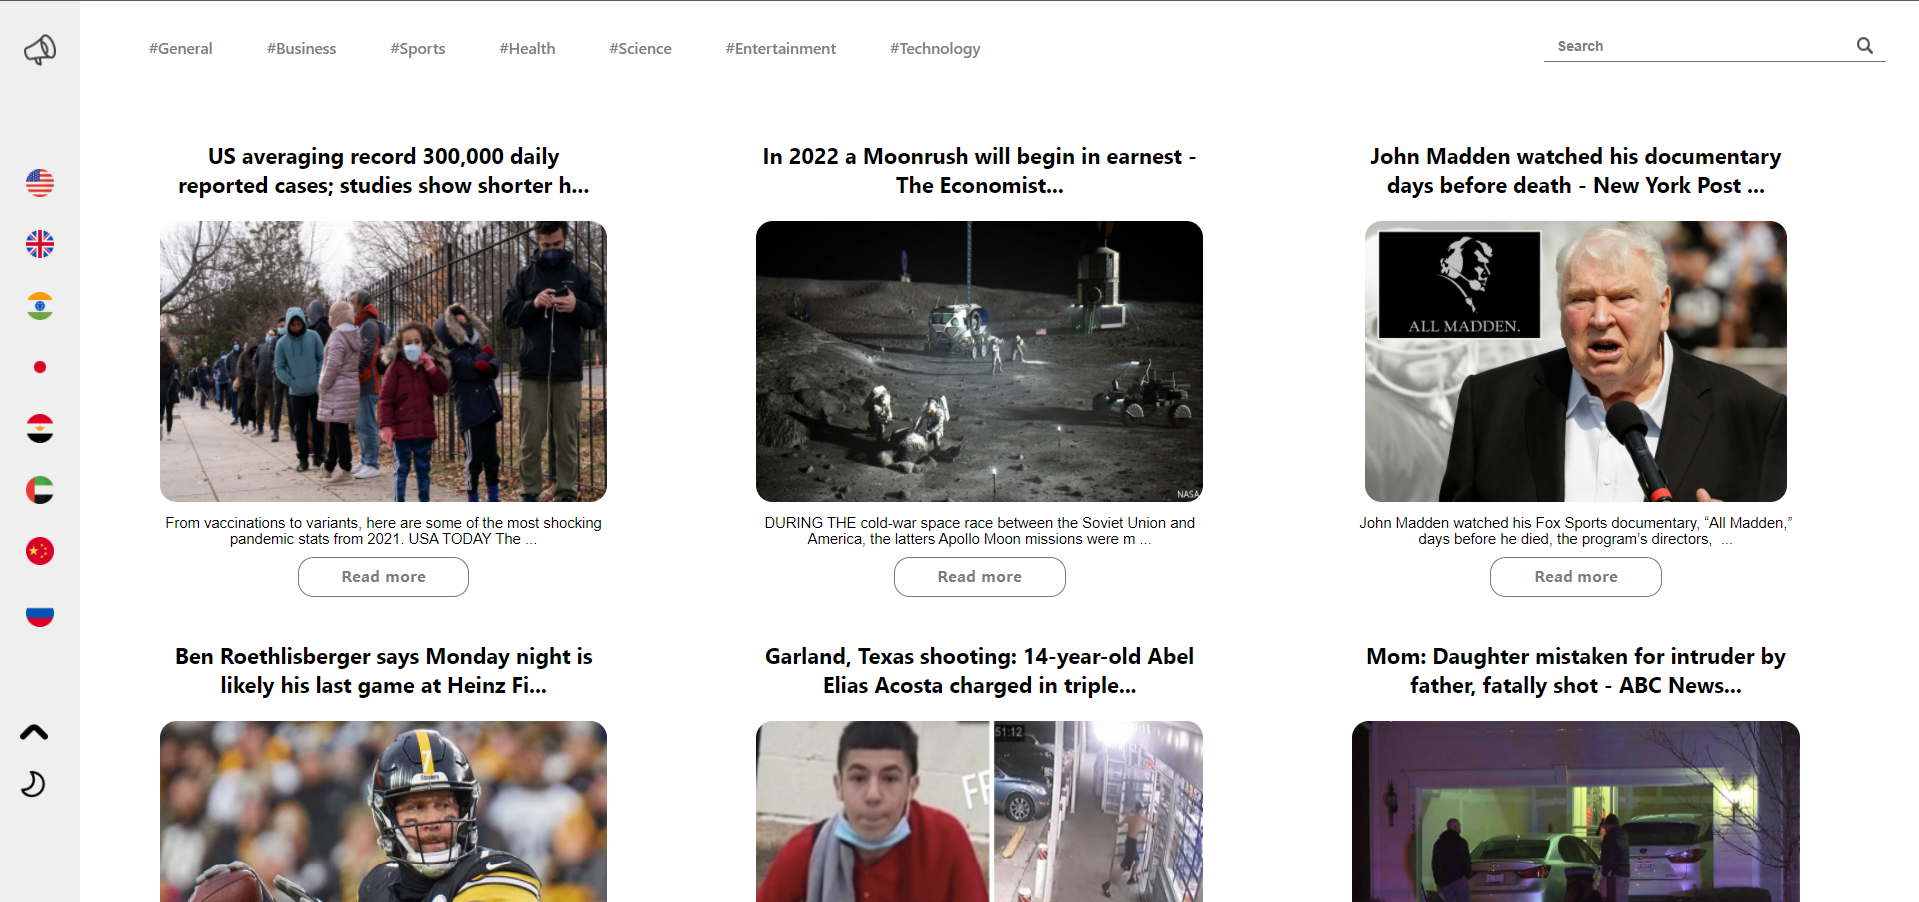 #General #Business #Sports #Health #Science #Entertainment #Technology
Search
US averaging record 300,000 daily
reported cases; studies show shorter h...
In 2022 a Moonrush will begin in earnest -
The Economist...
John Madden watched his documentary
days before death - New York Post ...
NASA
ALL MADDEN.
From vaccinations to variants, here are some of the most shocking
pandemic stats from 2021. USA TODAY The ...
DURING THE cold-war space race between the Soviet Union and
America, the latters Apollo Moon missions were m ...
John Madden watched his Fox Sports documentary, “All Madden,”
days before he died, the program’s directors, ...
Read more
Read more
Read more
Ben Roethlisberger says Monday night is
likely his last game at Heinz Fi...
Garland, Texas shooting: 14-year-old Abel
Elias Acosta charged in triple...
Mom: Daughter mistaken for intruder by
father, fatally shot - ABC News...
7
Steelers
51:12